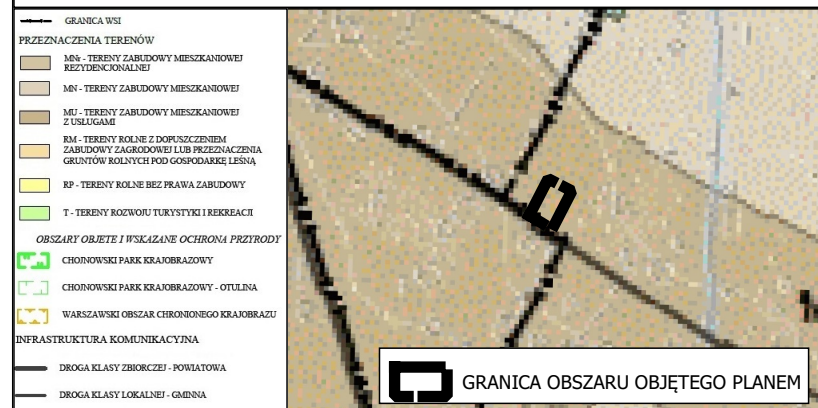 GRANICA WSI
PRZEZNACZENIA TERENÓW
MNr - TERENY ZABUDOWY MIESZKANIOWEJ
REZYDENCJONALNEJ
MN - TERENY ZABUDOWY MIESZKANIOWEJ
MU - TERENY ZABUDOWY MIESZKANIOWEJ
Z USŁUGAMI
RM - TERENY ROLNE Z DOPUSZCZENIEM
ZABUDOWY ZAGRODOWEJ LUB PRZEZNACZENIA
GRUNTÓW ROLNYCH POD GOSPODARKĘ LEŚNĄ
RP - TERENY ROLNE BEZ PRAWA ZABUDOWY
T - TERENY ROZWOJU TURYSTYKI I REKREACJI
OBSZARY OBJETE I WSKAZANE OCHRONA PRZYRODY
CHOJNOWSKI PARK KRAJOBRAZOWY
CHOJNOWSKI PARK KRAJOBRAZOWY - OTULINA
WARSZAWSKI OBSZAR CHRONIONEGO KRAJOBRAZU
INFRASTRUKTURA KOMUNIKACYJNA
DROGA KLASY ZBIORCZEJ - POWIATOWA
DROGA KLASY LOKALNEJ - GMINNA
GRANICA OBSZARU OBJĘTEGO PLANEM